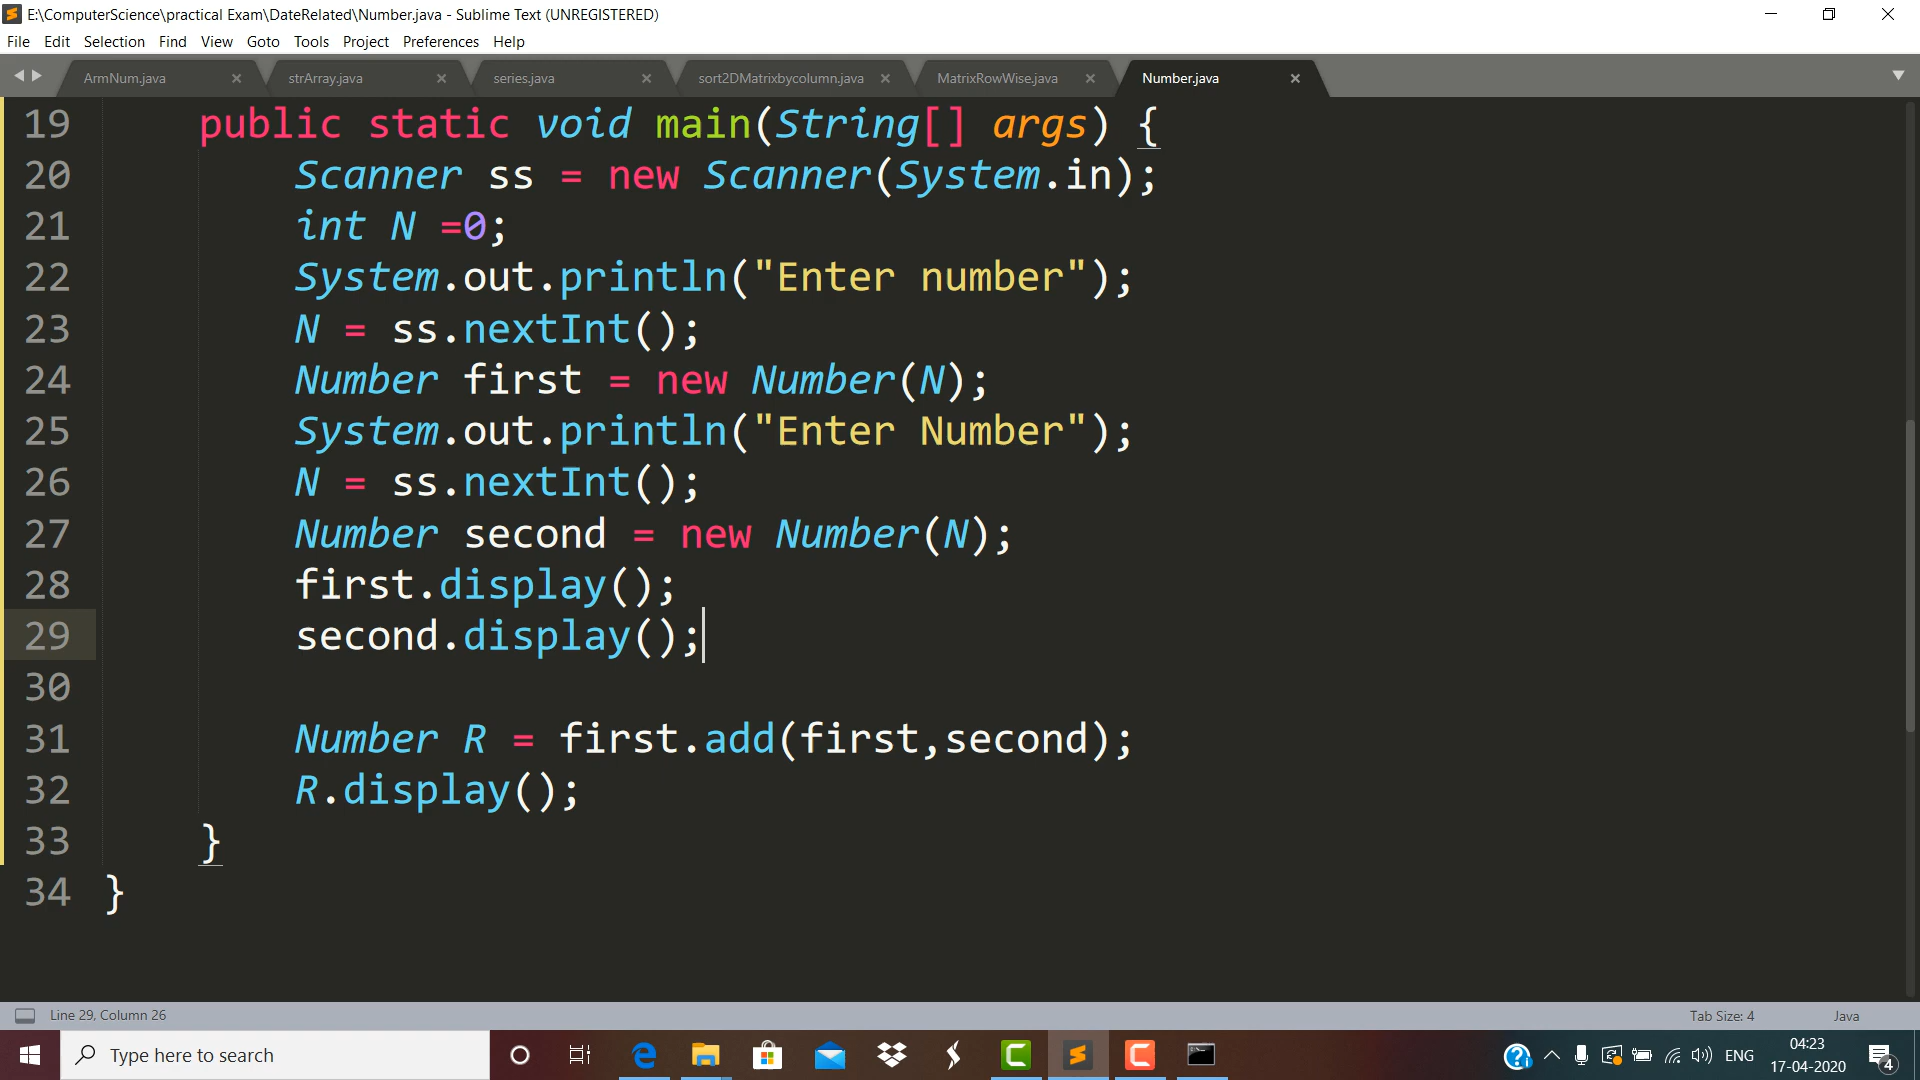 E:\ComputerScience\practical Exam\DateRelated\Number.java - Sublime Text (UNREGISTERED)
File Edit Selection Find View Goto Tools Project Preferences Help
ArmNum.java strArray.java series.java sort2DMatrixbycolumn.java MatrixRowWise.java Number.java
19 public static void main(String[] args) {
20 Scanner ss = new Scanner(System.in);
21 int N =0;
22 System.out.println("Enter number");
23 N = ss.nextInt();
24 Number first = new Number(N);
25 System.out.println("Enter Number");
26 N = ss.nextInt();
27 Number second = new Number(N);
28 first.display();
29 second.display();
30
31 Number R = first.add(first,second);
32 R.display();
33 }
34 }
Line 29, Column 26 Tab Size: 4 Java
Type here to search ENG 04:23
17-04-2020 4